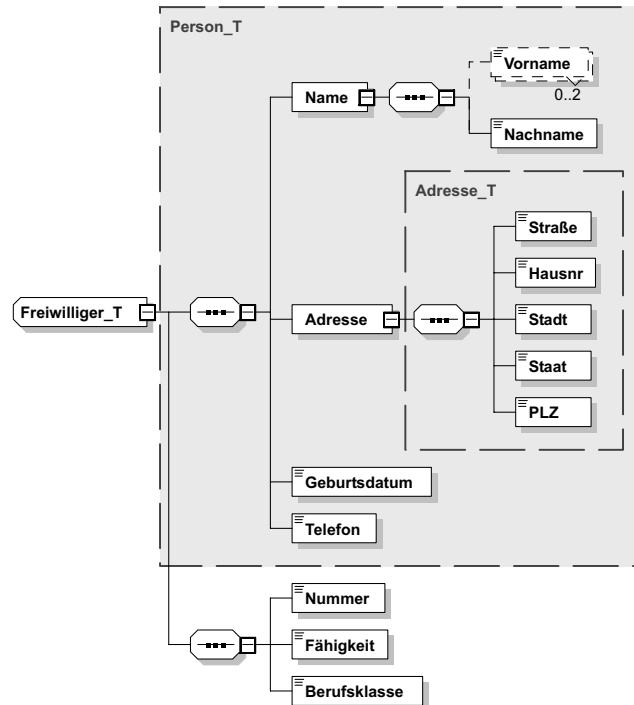 Person_T
Vorname
0..2
Name
Nachname
Adresse_T
Straße
Hausnr
Freiwilliger_T
Adresse
Stadt
Staat
PLZ
Geburtsdatum
Telefon
Nummer
Fähigkeit
Berufsklasse